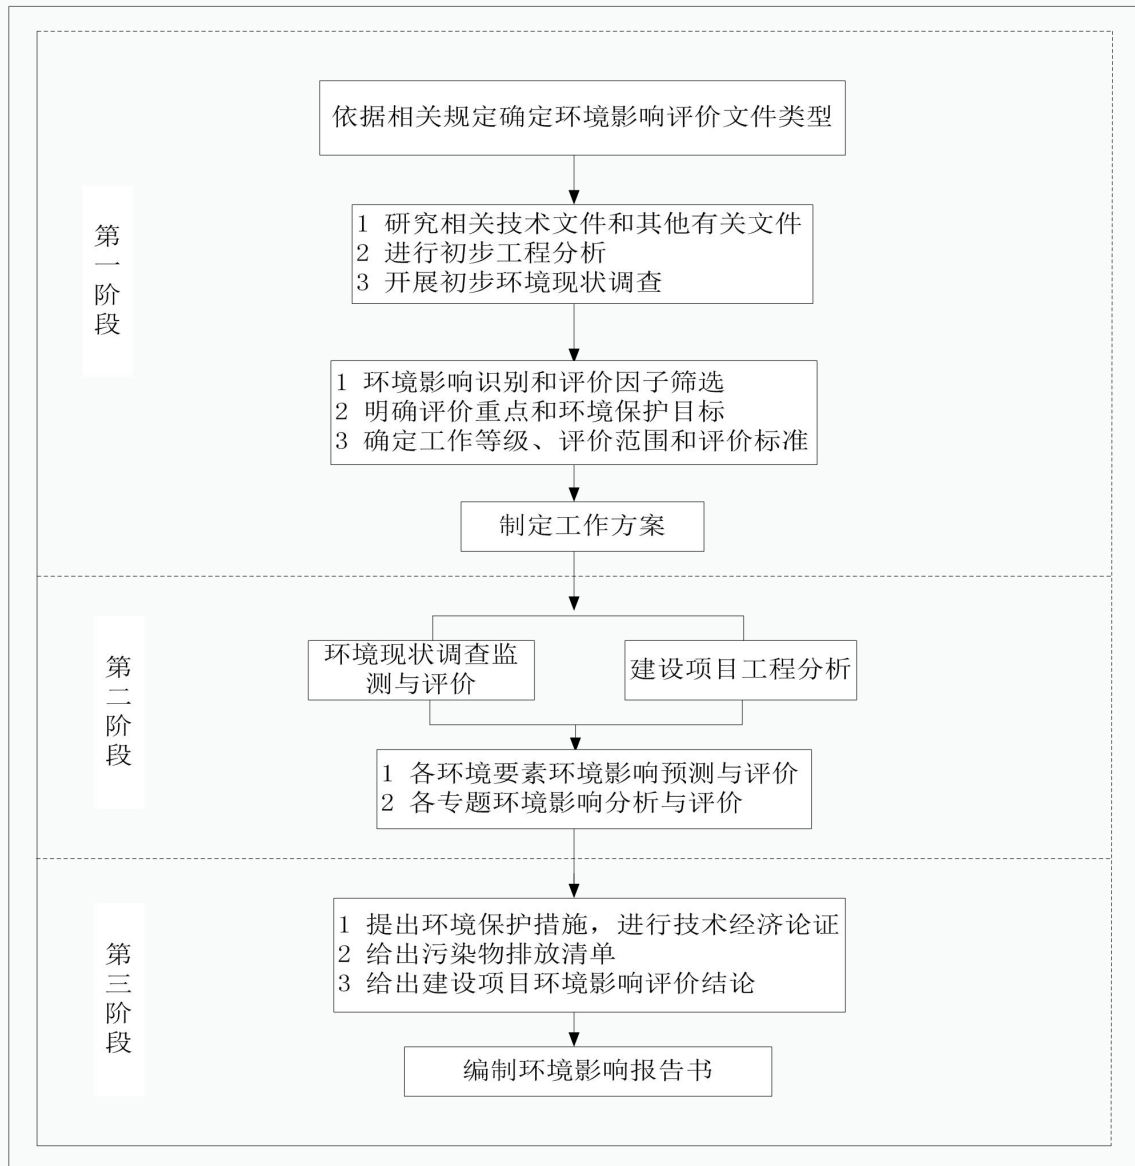 依据相关规定确定环境影响评价文件类型
第一阶段
1 研究相关技术文件和其他有关文件
2 进行初步工程分析
3 开展初步环境现状调查
1 环境影响识别和评价因子筛选
2 明确评价重点和环境保护目标
3 确定工作等级、评价范围和评价标准
制定工作方案
第二阶段
环境现状调查监
测与评价
建设项目工程分析
1 各环境要素环境影响预测与评价
2 各专题环境影响分析与评价
第三阶段
1 提出环境保护措施，进行技术经济论证
2 给出污染物排放清单
3 给出建设项目环境影响评价结论
编制环境影响报告书